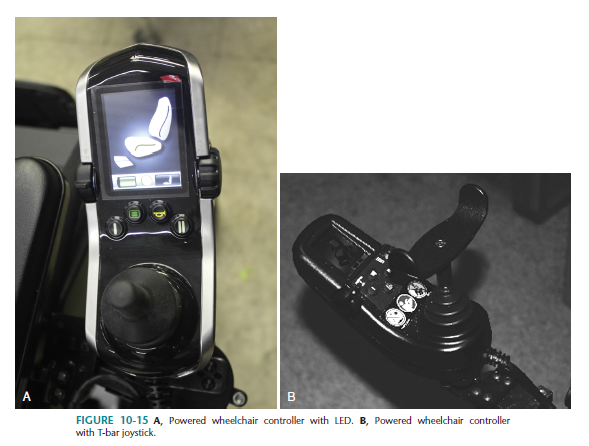 A
B
FIGURE 10-15 A, Powered wheelchair controller with LED. B, Powered wheelchair controller
with T-bar joystick.